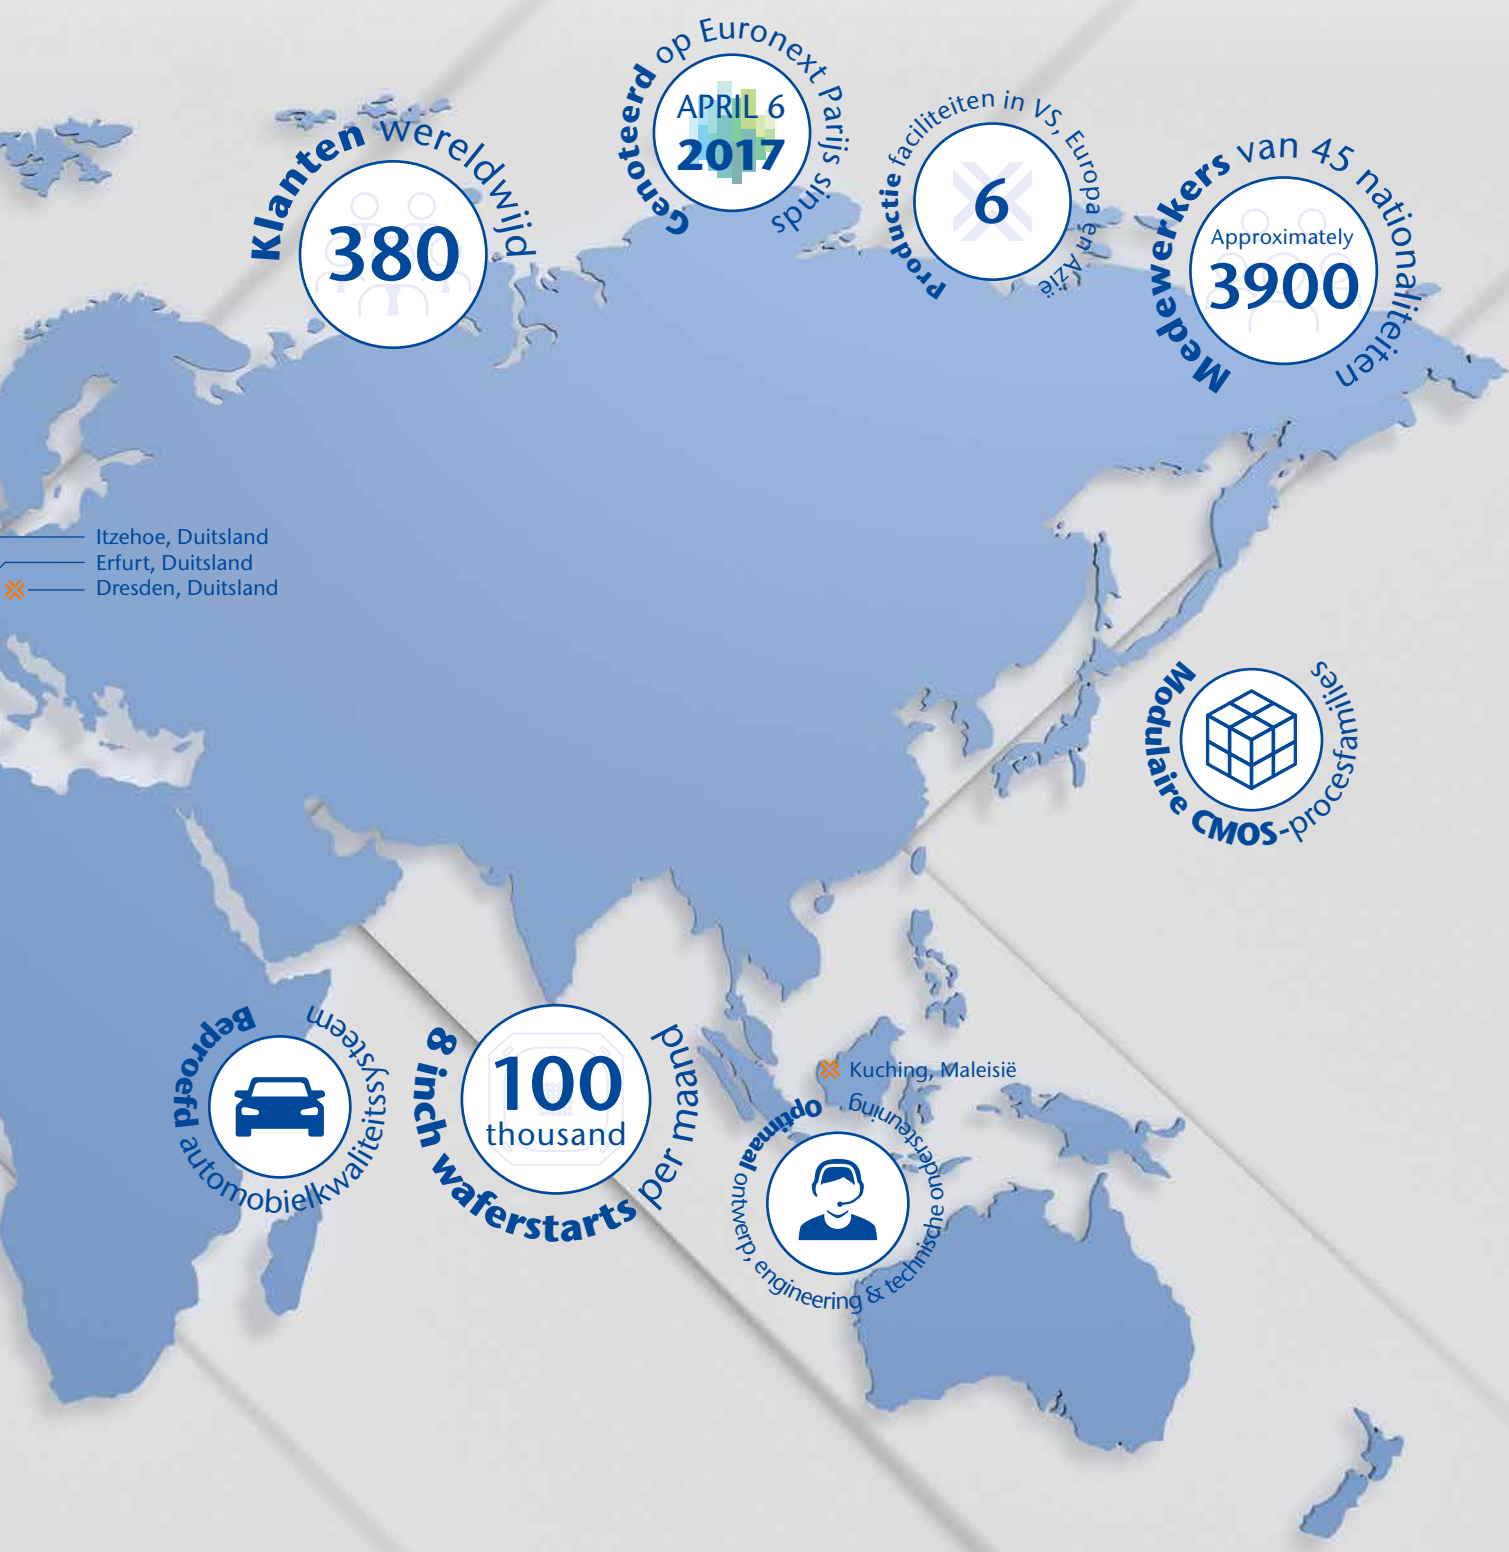 Klanten wereldwijd
380
Genoteerd op Euronext Parijs sinds
APRIL 6
2017
Productie faciliteiten in VS, Europa en Azië
6
Medewerkers van 45 nationaliteiten
Approximately
3900
Itzehoe, Duitsland
Erfurt, Duitsland
Dresden, Duitsland
Modulaire CMOS-procesfamilies
Beproefd automobielkwaliteitssysteem
8 inch waferstarts per maand
100
thousand
Kuching, Maleisië
Optimaal ontwerp, engineering & technische ondersteuning